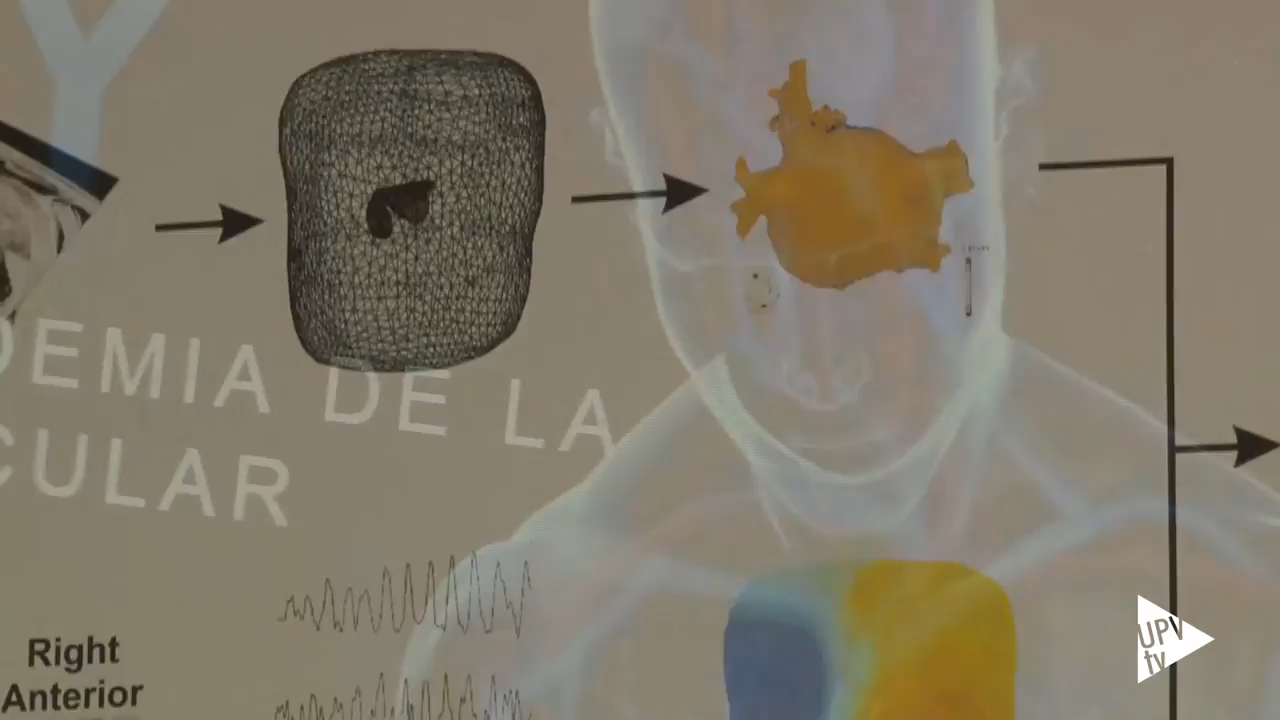 Y
DEMIA DE LA
CULAR
Right
Anterior
UPV
tv